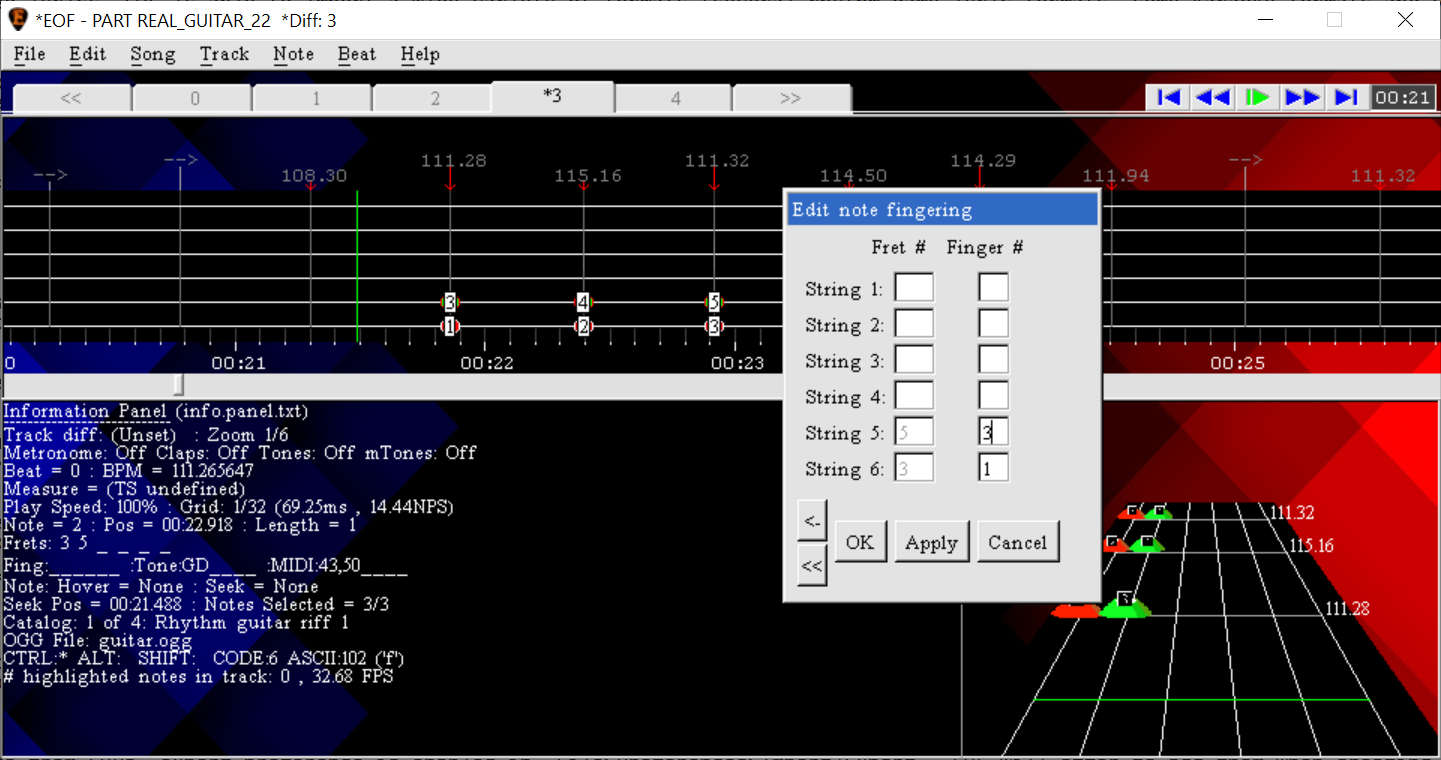 *EOF - PART REAL_GUITAR_22 *Diff: 3
File Edit Song Track Note Beat Help
<< 0 1 2 *3 4 >> 00:21
--> --> 108.30 111.28 115.16 111.32 114.50 114.29 111.94 --> 111.32
3 4 5
1 2 3
0 00:21 00:22 00:23 00:25
Edit note fingering
Fret # Finger #
String 1:
String 2:
String 3:
String 4:
String 5: 5 3
String 6: 3 1
<-
<<
OK Apply Cancel
Information Panel (info.panel.txt)
Track diff: (Unset) : Zoom 1/6
Metronome: Off Claps: Off Tones: Off mTones: Off
Beat = 0 : BPM = 111.265647
Measure = (TS undefined)
Play Speed: 100% : Grid: 1/32 (69.25ms , 14.44NPS)
Note = 2 : Pos = 00:22.918 : Length = 1
Frets: 3 5 _ _ _ _
Fing:______ :Tone:GD____ :MIDI:43,50____
Note: Hover = None : Seek = None
Seek Pos = 00:21.488 : Notes Selected = 3/3
Catalog: 1 of 4: Rhythm guitar riff 1
OGG File: guitar.ogg
CTRL:* ALT: SHIFT: CODE:6 ASCII:102 ('f')
# highlighted notes in track: 0 , 32.68 FPS
111.32
115.16
3 111.28